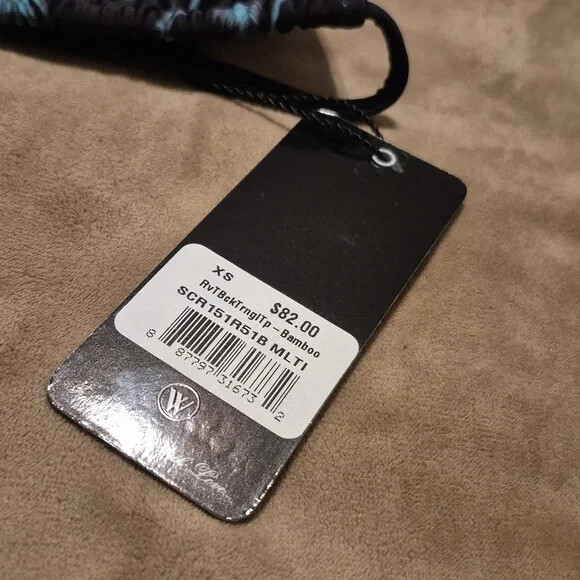 XS
$82.00
RvTBckTrnglTp-Bamboo
SCR151R51B MLTI
8 87797 31673 2
W